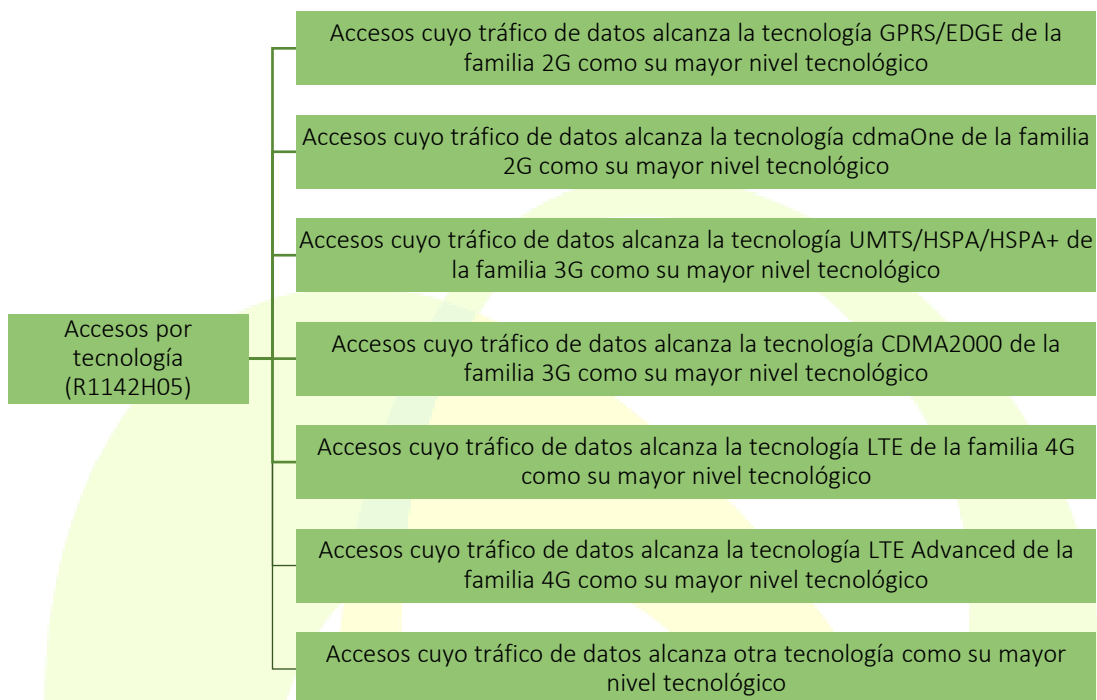 Accesos cuyo tráfico de datos alcanza la tecnología GPRS/EDGE de la
familia 2G como su mayor nivel tecnológico
Accesos cuyo tráfico de datos alcanza la tecnología cdmaOne de la familia
2G como su mayor nivel tecnológico
Accesos cuyo tráfico de datos alcanza la tecnología UMTS/HSPA/HSPA+ de
la familia 3G como su mayor nivel tecnológico
Accesos por
tecnología
(R1142H05)
Accesos cuyo tráfico de datos alcanza la tecnología CDMA2000 de la
familia 3G como su mayor nivel tecnológico
Accesos cuyo tráfico de datos alcanza la tecnología LTE de la familia 4G
como su mayor nivel tecnológico
Accesos cuyo tráfico de datos alcanza la tecnología LTE Advanced de la
familia 4G como su mayor nivel tecnológico
Accesos cuyo tráfico de datos alcanza otra tecnología como su mayor
nivel tecnológico